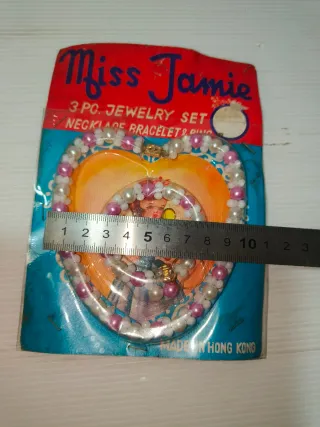 Miss Jamie
3 PC. JEWELRY SET
NECKLACE BRACELET & RING
1 2 3 4 5 6 7 8 9 10 1 2 3
MADE IN HONG KONG